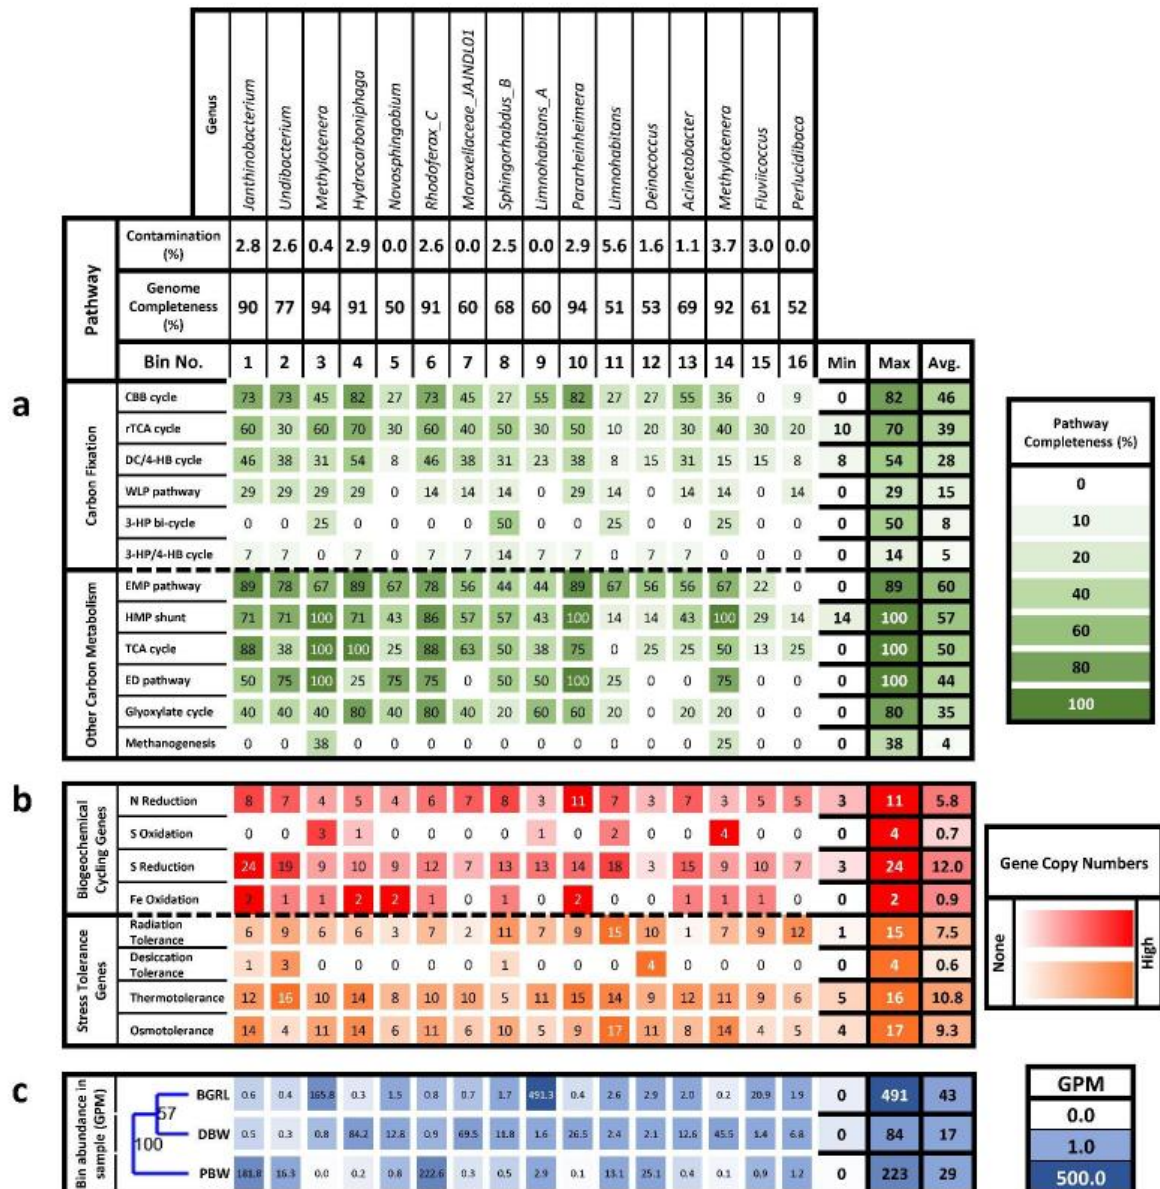 Genus
Janthinobacterium
Undibacterium
Methylotenera
Hydrocarboniphaga
Novosphingobium
Rhodoferax_C
Moraxellaceae_JAJNDL01
Sphingorhabdus_B
Limnohabitans_A
Pararheinheimera
Limnohabitans
Deinococcus
Acinetobacter
Methylotenera
Fluviicoccus
Perlucidibaca
Pathway
Contamination
(%)
2.8 2.6 0.4 2.9 0.0 2.6 0.0 2.5 0.0 2.9 5.6 1.6 1.1 3.7 3.0 0.0
Genome
Completeness
(%)
90 77 94 91 50 91 60 68 60 94 51 53 69 92 61 52
Bin No. 1 2 3 4 5 6 7 8 9 10 11 12 13 14 15 16 Min Max Avg.
a
Carbon Fixation
CBB cycle 73 73 45 82 27 73 45 27 55 82 27 27 55 36 0 9 0 82 46
rTCA cycle 60 30 60 70 30 60 40 50 30 50 10 20 30 40 30 20 10 70 39
DC/4-HB cycle 46 38 31 54 8 46 38 31 23 38 8 15 31 15 15 8 8 54 28
WLP pathway 29 29 29 29 0 14 14 14 0 29 14 0 14 14 0 14 0 29 15
3-HP bi-cycle 0 0 25 0 0 0 0 50 0 0 25 0 0 25 0 0 0 50 8
3-HP/4-HB cycle 7 7 0 7 0 7 7 14 7 7 0 7 7 0 0 0 0 14 5
Other Carbon Metabolism
EMP pathway 89 78 67 89 67 78 56 44 44 89 67 56 56 67 22 0 0 89 60
HMP shunt 71 71 100 71 43 86 57 57 43 100 14 14 43 100 29 14 14 100 57
TCA cycle 88 38 100 100 25 88 63 50 38 75 0 25 25 50 13 25 0 100 50
ED pathway 50 75 100 25 75 75 0 50 50 100 25 0 0 75 0 0 0 100 44
Glyoxylate cycle 40 40 40 80 40 80 40 20 60 60 20 0 20 20 0 0 0 80 35
Methanogenesis 0 0 38 0 0 0 0 0 0 0 0 0 0 25 0 0 0 38 4
Pathway
Completeness (%)
0
10
20
40
60
80
100
b
Biogeochemical
Cycling Genes
N Reduction 8 7 4 5 4 6 7 8 3 11 7 3 7 3 5 5 3 11 5.8
S Oxidation 0 0 3 1 0 0 0 0 1 0 2 0 0 4 0 0 0 4 0.7
S Reduction 24 19 9 10 9 12 7 13 13 14 18 3 15 9 10 7 3 24 12.0
Fe Oxidation 2 1 1 2 2 1 0 1 0 2 0 0 1 1 1 0 0 2 0.9
Stress Tolerance
Genes
Radiation
Tolerance
6 9 6 6 3 7 2 11 7 9 15 10 1 7 9 12 1 15 7.5
Desiccation
Tolerance
1 3 0 0 0 0 0 1 0 0 0 4 0 0 0 0 0 4 0.6
Thermotolerance 12 16 10 14 8 10 10 5 11 15 14 9 12 11 9 6 5 16 10.8
Osmotolerance 14 4 11 14 6 11 6 10 5 9 17 11 8 14 4 5 4 17 9.3
Gene Copy Numbers
None
High
c
Bin abundance in
sample (GPM)
57
100
BGRL 0.6 0.4 165.8 0.3 1.5 0.8 0.7 1.7 491.3 0.4 2.6 2.9 2.0 0.2 20.9 1.9 0 491 43
DBW 0.5 0.3 0.8 84.2 12.8 0.9 69.5 18.8 1.6 26.5 2.4 2.1 12.6 45.5 1.4 6.8 0 84 17
PBW 181.8 16.3 0.0 0.2 0.8 222.6 0.3 0.5 2.9 0.1 13.1 25.1 0.4 0.1 0.9 1.2 0 223 29
GPM
0.0
1.0
500.0